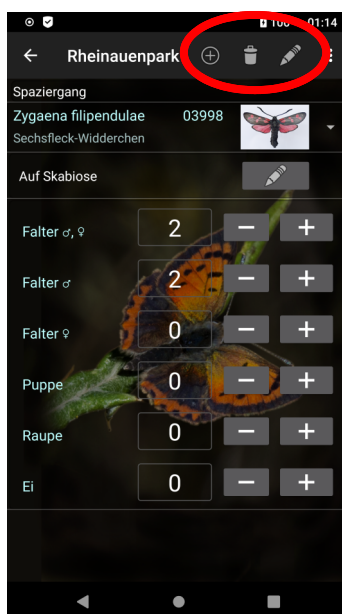 100 01:14
Rheinauenpark
Spaziergang
Zygaena filipendulae 03998
Sechsfleck-Widderchen
Auf Skabiose
Falter ♂, ♀ 2 − +
Falter ♂ 2 − +
Falter ♀ 0 − +
Puppe 0 − +
Raupe 0 − +
Ei 0 − +